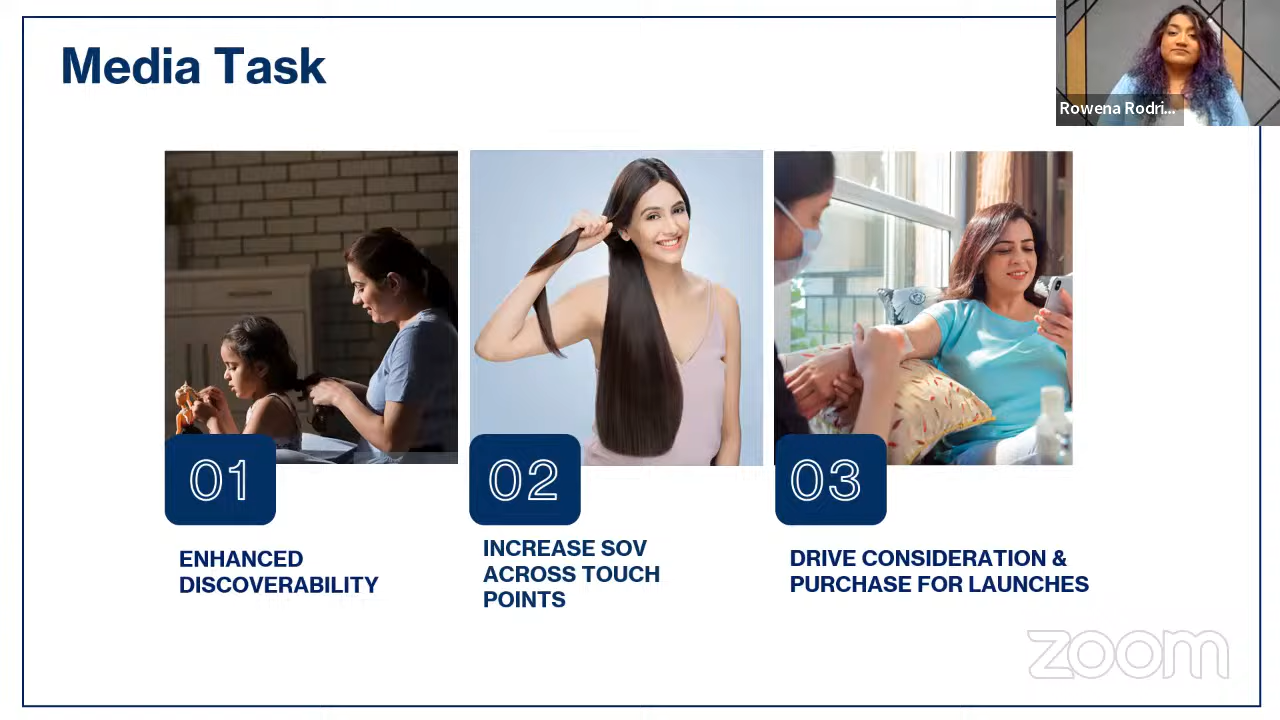 Media Task
Rowena Rodri...
01
ENHANCED
DISCOVERABILITY
02
INCREASE SOV
ACROSS TOUCH
POINTS
03
DRIVE CONSIDERATION &
PURCHASE FOR LAUNCHES
zoom